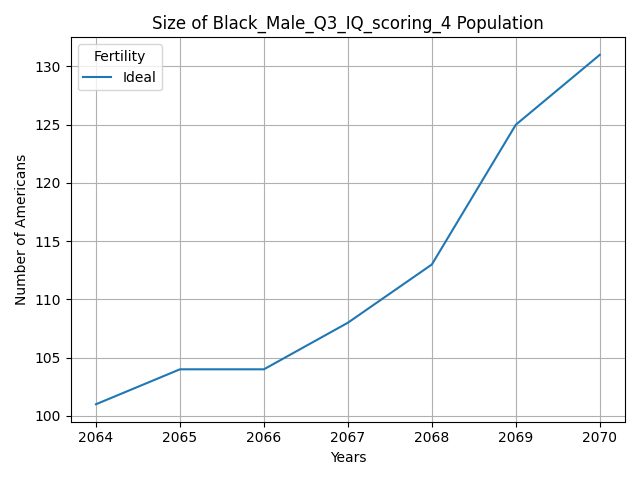 Size of Black_Male_Q3_IQ_scoring_4 Population
Fertility
Ideal
Number of Americans
130
125
120
115
110
105
100
2064 2065 2066 2067 2068 2069 2070
Years